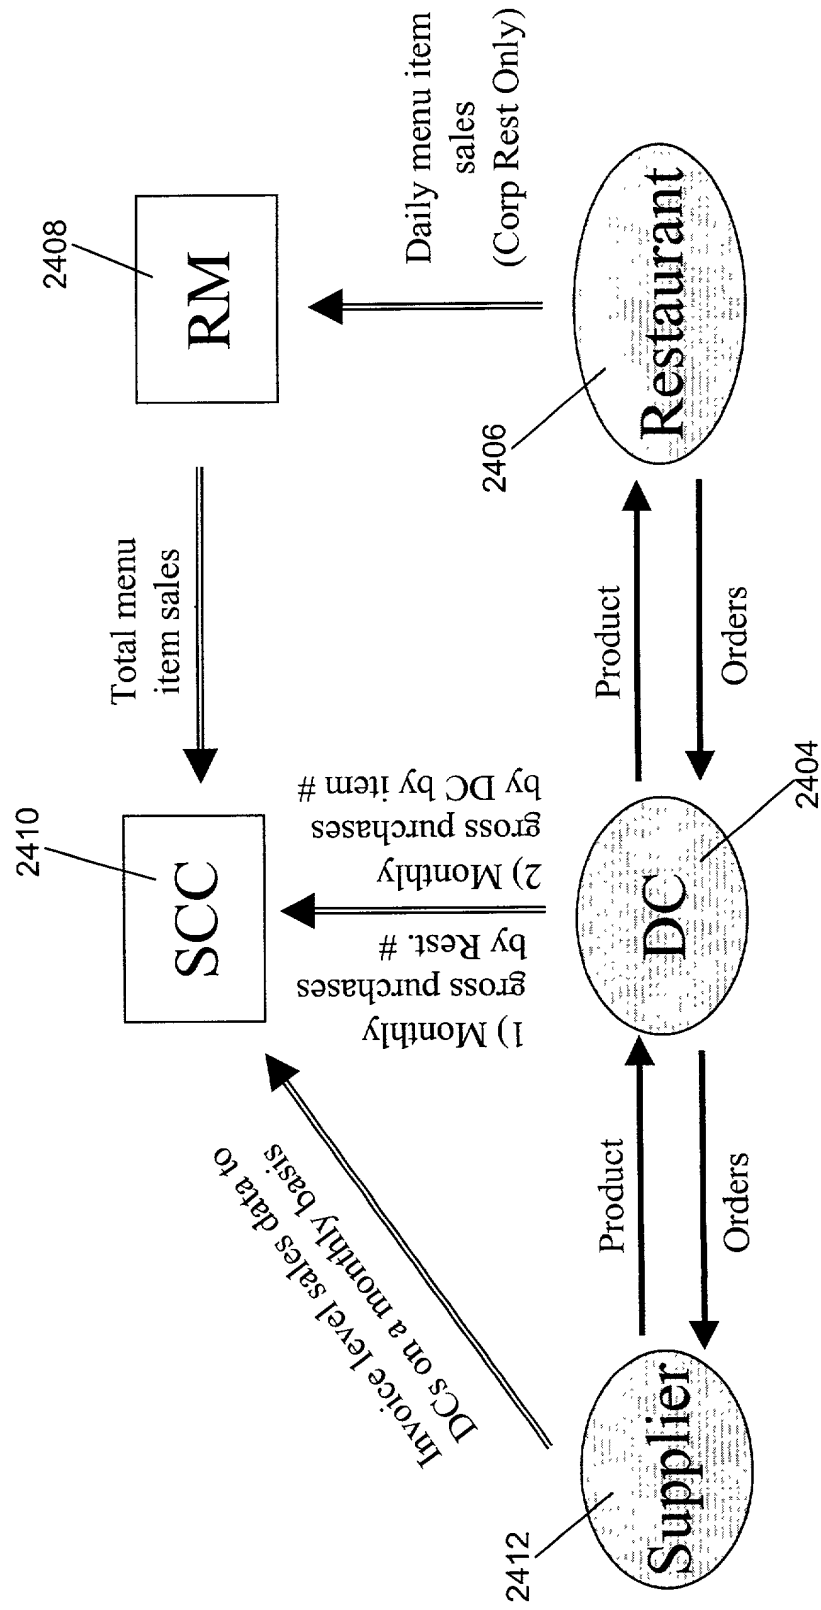 2410
SCC
Total menu
item sales
2408
RM
Invoice level sales data to
DCs on a monthly basis
1) Monthly
gross purchases
by Rest. #
2) Monthly
gross purchases
by DC by item #
Daily menu item
sales
(Corp Rest Only)
2412
Supplier
Product
Orders
DC
2404
Product
Orders
2406
Restaurant